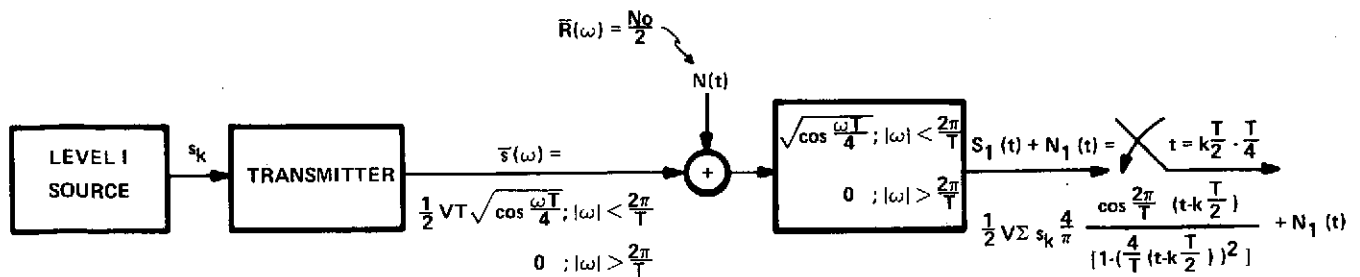 R̅(ω) = No/2
N(t)
LEVEL I
SOURCE
s_k
TRANSMITTER
s̅(ω) =
½ VT √(cos ωT/4) ; |ω| < 2π/T
0 ; |ω| > 2π/T
+
√(cos ωT/4) ; |ω| < 2π/T
0 ; |ω| > 2π/T
S₁(t) + N₁(t) =
t = k T/2 · T/4
½ VΣ s_k 4/π cos 2π/T (t-k T/2) / [1-(4/T (t-k T/2))²] + N₁(t)